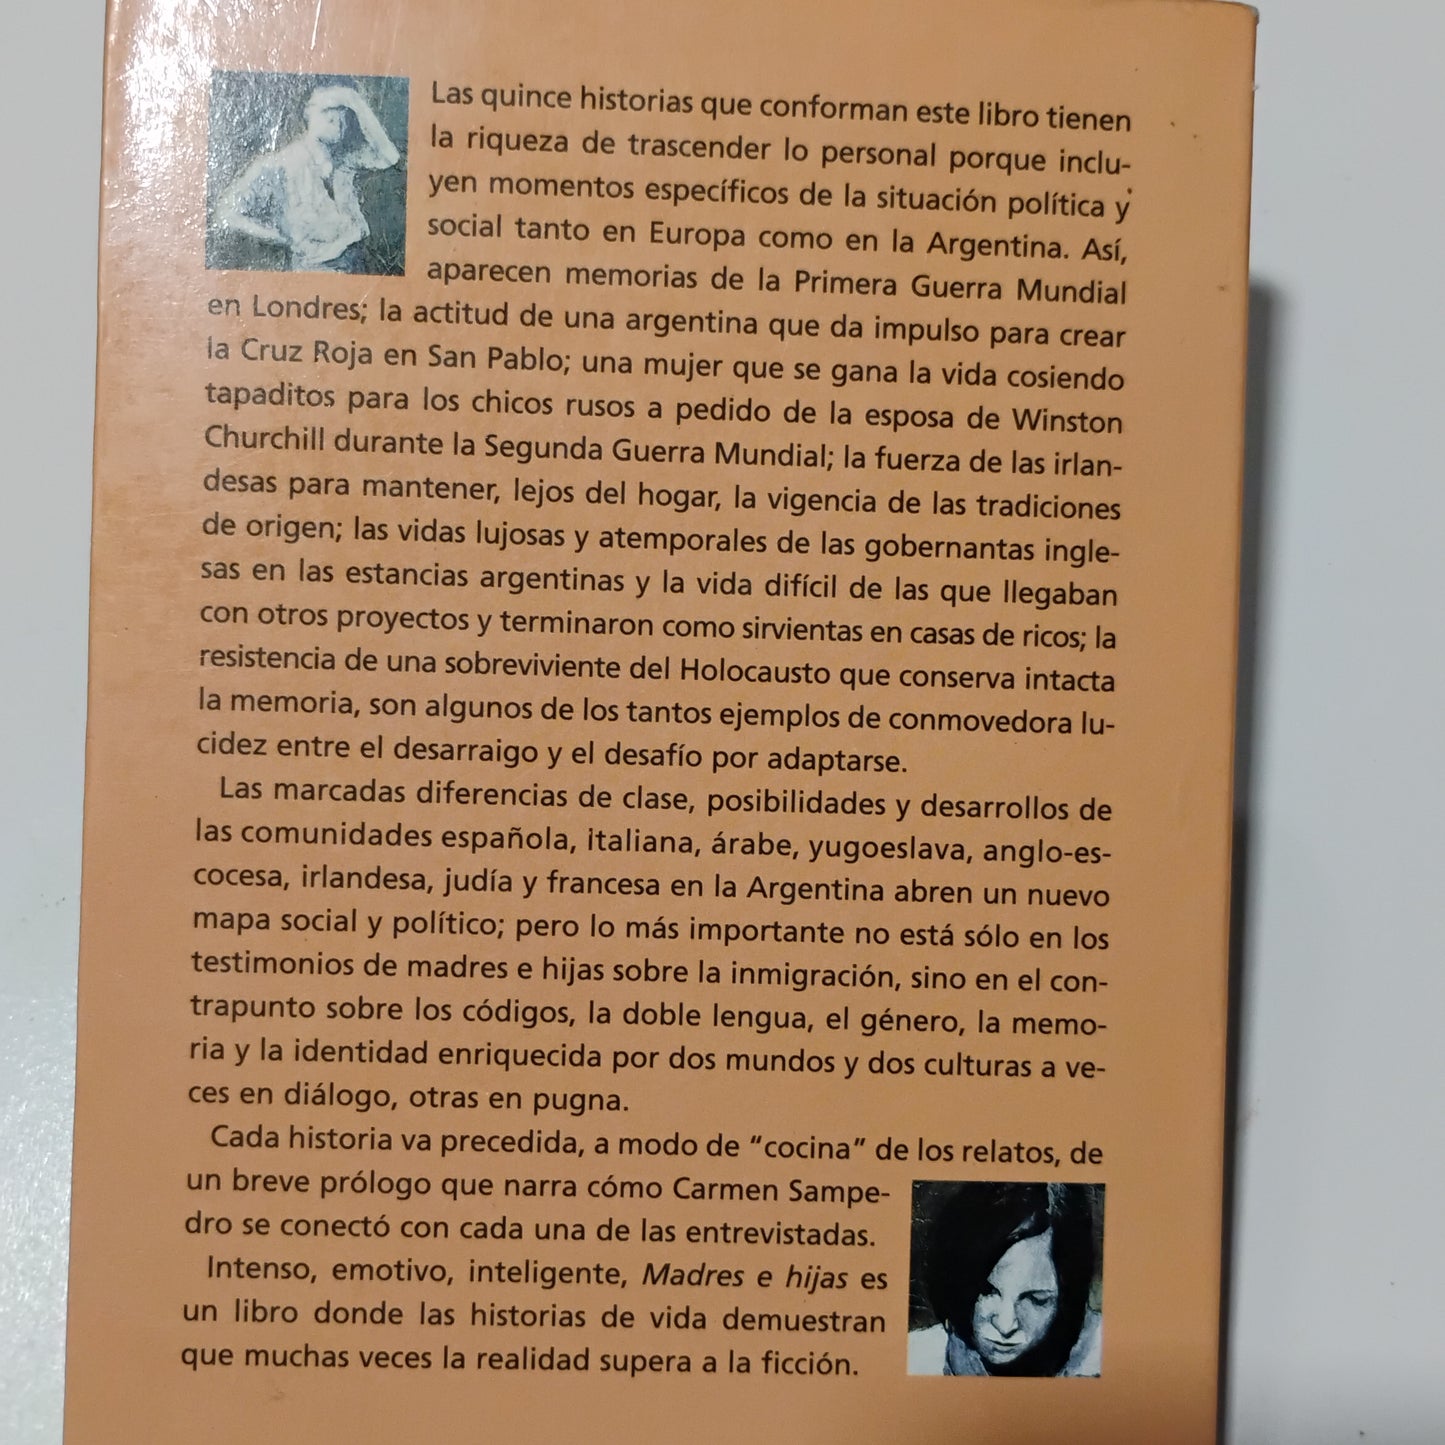 Las quince historias que conforman este libro tienen
la riqueza de trascender lo personal porque inclu-
yen momentos específicos de la situación política y
social tanto en Europa como en la Argentina. Así,
aparecen memorias de la Primera Guerra Mundial
en Londres; la actitud de una argentina que da impulso para crear
la Cruz Roja en San Pablo; una mujer que se gana la vida cosiendo
tapaditos para los chicos rusos a pedido de la esposa de Winston
Churchill durante la Segunda Guerra Mundial; la fuerza de las irlan-
desas para mantener, lejos del hogar, la vigencia de las tradiciones
de origen; las vidas lujosas y atemporales de las gobernantas ingle-
sas en las estancias argentinas y la vida difícil de las que llegaban
con otros proyectos y terminaron como sirvientas en casas de ricos; la
resistencia de una sobreviviente del Holocausto que conserva intacta
la memoria, son algunos de los tantos ejemplos de conmovedora lu-
cidez entre el desarraigo y el desafío por adaptarse.
Las marcadas diferencias de clase, posibilidades y desarrollos de
las comunidades española, italiana, árabe, yugoeslava, anglo-es-
cocesa, irlandesa, judía y francesa en la Argentina abren un nuevo
mapa social y político; pero lo más importante no está sólo en los
testimonios de madres e hijas sobre la inmigración, sino en el con-
trapunto sobre los códigos, la doble lengua, el género, la memo-
ria y la identidad enriquecida por dos mundos y dos culturas a ve-
ces en diálogo, otras en pugna.
Cada historia va precedida, a modo de "cocina" de los relatos, de
un breve prólogo que narra cómo Carmen Sampe-
dro se conectó con cada una de las entrevistadas.
Intenso, emotivo, inteligente, Madres e hijas es
un libro donde las historias de vida demuestran
que muchas veces la realidad supera a la ficción.